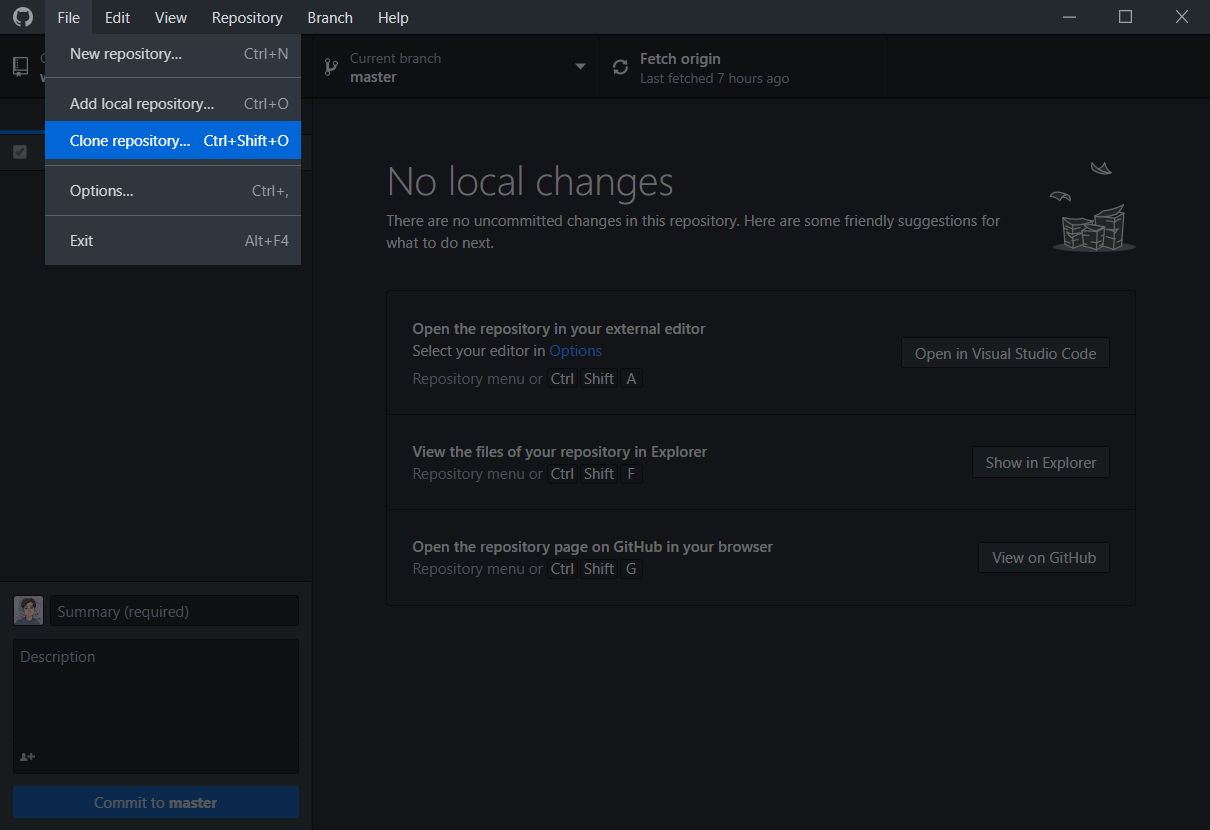 File Edit View Repository Branch Help
New repository... Ctrl+N
Add local repository... Ctrl+O
Clone repository... Ctrl+Shift+O
Options... Ctrl+,
Exit Alt+F4
Current branch
master
Fetch origin
Last fetched 7 hours ago
No local changes
There are no uncommitted changes in this repository. Here are some friendly suggestions for
what to do next.
Open the repository in your external editor
Select your editor in Options
Repository menu or Ctrl Shift A
Open in Visual Studio Code
View the files of your repository in Explorer
Repository menu or Ctrl Shift F
Show in Explorer
Open the repository page on GitHub in your browser
Repository menu or Ctrl Shift G
View on GitHub
Summary (required)
Description
Commit to master